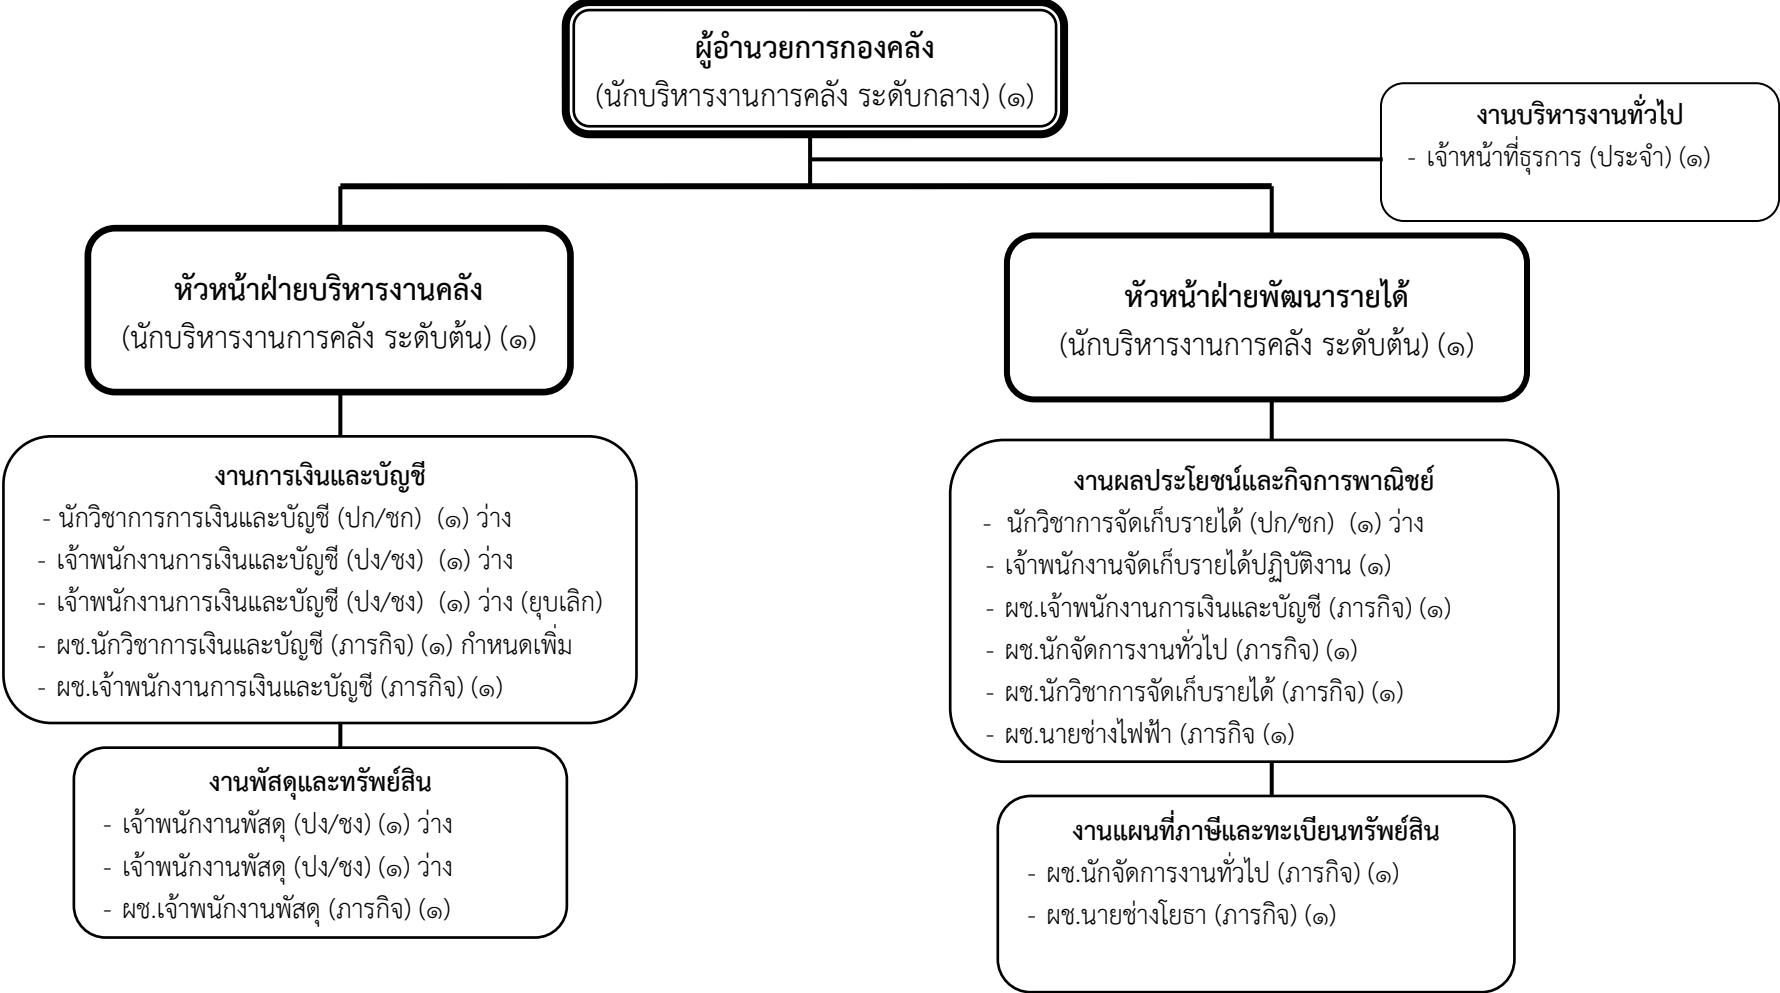 ผู้อำนวยการกองคลัง
(นักบริหารงานการคลัง ระดับกลาง) (๑)
งานบริหารงานทั่วไป
- เจ้าหน้าที่ธุรการ (ประจำ) (๑)
หัวหน้าฝ่ายบริหารงานคลัง
(นักบริหารงานการคลัง ระดับต้น) (๑)
หัวหน้าฝ่ายพัฒนารายได้
(นักบริหารงานการคลัง ระดับต้น) (๑)
งานการเงินและบัญชี
- นักวิชาการการเงินและบัญชี (ปก/ชก) (๑) ว่าง
- เจ้าพนักงานการเงินและบัญชี (ปง/ชง) (๑) ว่าง
- เจ้าพนักงานการเงินและบัญชี (ปง/ชง) (๑) ว่าง (ยุบเลิก)
- ผช.นักวิชาการเงินและบัญชี (ภารกิจ) (๑) กำหนดเพิ่ม
- ผช.เจ้าพนักงานการเงินและบัญชี (ภารกิจ) (๑)
งานผลประโยชน์และกิจการพาณิชย์
- นักวิชาการจัดเก็บรายได้ (ปก/ชก) (๑) ว่าง
- เจ้าพนักงานจัดเก็บรายได้ปฏิบัติงาน (๑)
- ผช.เจ้าพนักงานการเงินและบัญชี (ภารกิจ) (๑)
- ผช.นักจัดการงานทั่วไป (ภารกิจ) (๑)
- ผช.นักวิชาการจัดเก็บรายได้ (ภารกิจ) (๑)
- ผช.นายช่างไฟฟ้า (ภารกิจ (๑)
งานพัสดุและทรัพย์สิน
- เจ้าพนักงานพัสดุ (ปง/ชง) (๑) ว่าง
- เจ้าพนักงานพัสดุ (ปง/ชง) (๑) ว่าง
- ผช.เจ้าพนักงานพัสดุ (ภารกิจ) (๑)
งานแผนที่ภาษีและทะเบียนทรัพย์สิน
- ผช.นักจัดการงานทั่วไป (ภารกิจ) (๑)
- ผช.นายช่างโยธา (ภารกิจ) (๑)